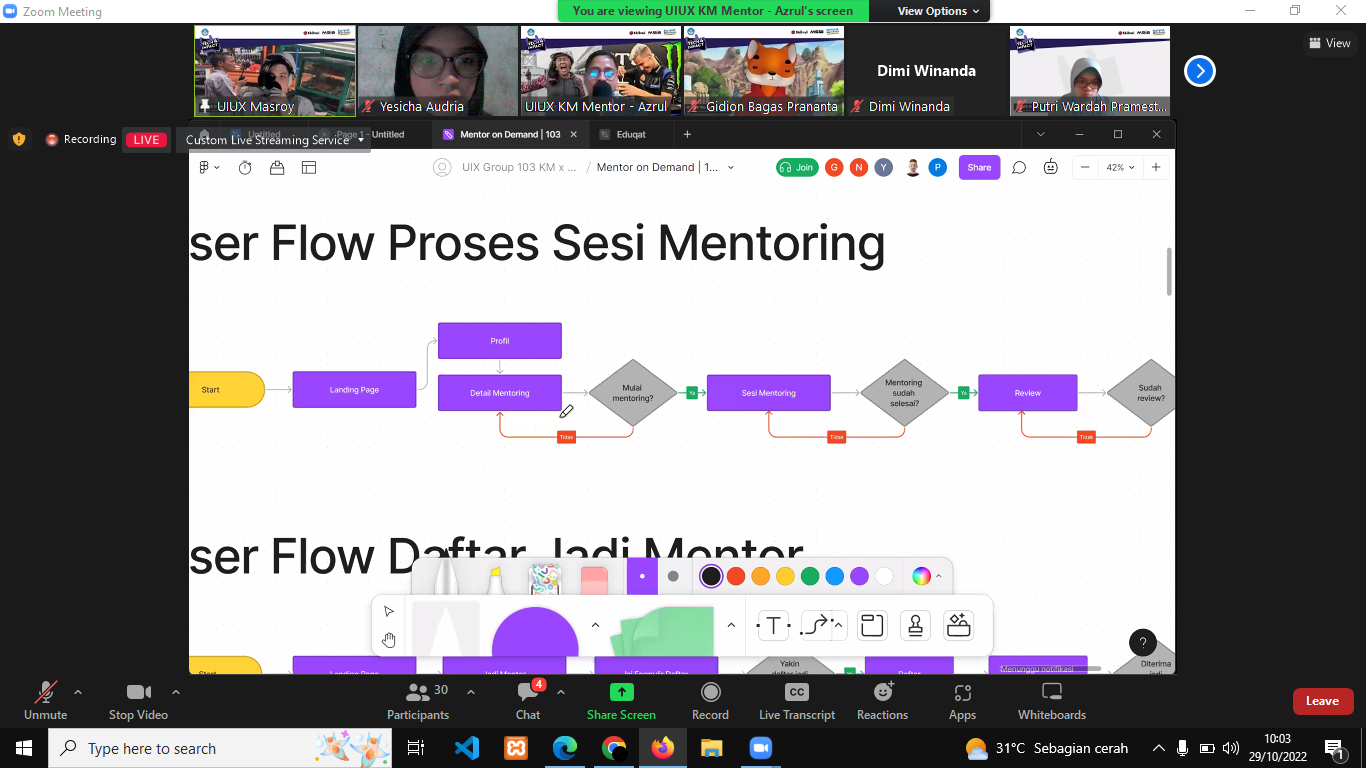 Zoom Meeting
You are viewing UIUX KM Mentor - Azrul's screen
View Options
View
UIUX Masroy
Yesicha Audria
UIUX KM Mentor - Azrul
Gidion Bagas Prananta
Dimi Winanda
Dimi Winanda
Putri Wardah Pramest...
Recording
LIVE
Custom Live Streaming Service
Untitled
Page 1 - Untitled
Mentor on Demand | 103
Eduqat
UIX Group 103 KM x ... / Mentor on Demand | 1...
Join
G
N
Y
P
Share
42%
ser Flow Proses Sesi Mentoring
Profil
Start
Landing Page
Detail Mentoring
Mulai
mentoring?
Ya
Sesi Mentoring
Mentoring
sudah
selesai?
Ya
Review
Sudah
review?
Tidak
Tidak
Tidak
ser Flow Daftar Jadi Mentor
T
?
Start
Landing Page
Jadi Mentor
Isi Formulir Daftar
Yakin
daftar jadi
Daftar
Menunggu notifikasi
Diterima
jadi
Unmute
Stop Video
30
Participants
4
Chat
Share Screen
Record
CC
Live Transcript
Reactions
Apps
Whiteboards
Leave
Type here to search
31°C Sebagian cerah
10:03
29/10/2022
1